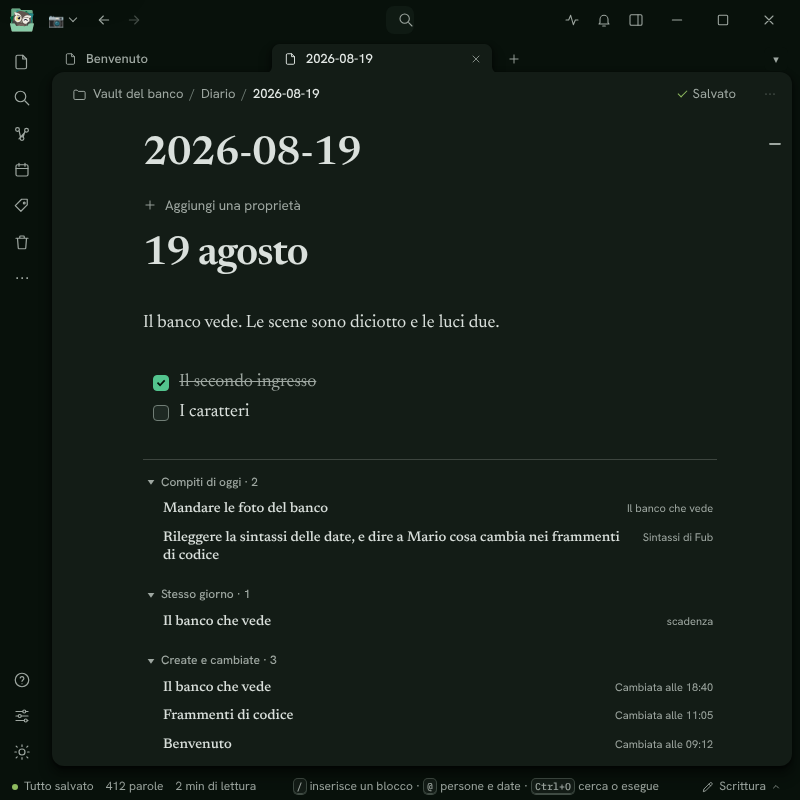 Benvenuto
2026-08-19
Vault del banco / Diario / 2026-08-19
Salvato
2026-08-19
Aggiungi una proprietà
19 agosto
Il banco vede. Le scene sono diciotto e le luci due.
Il secondo ingresso
I caratteri
Compiti di oggi · 2
Mandare le foto del banco
Il banco che vede
Rileggere la sintassi delle date, e dire a Mario cosa cambia nei frammenti
di codice
Sintassi di Fub
Stesso giorno · 1
Il banco che vede
scadenza
Create e cambiate · 3
Il banco che vede
Cambiata alle 18:40
Frammenti di codice
Cambiata alle 11:05
Benvenuto
Cambiata alle 09:12
Tutto salvato 412 parole 2 min di lettura / inserisce un blocco · @ persone e date · Ctrl+O cerca o esegue Scrittura